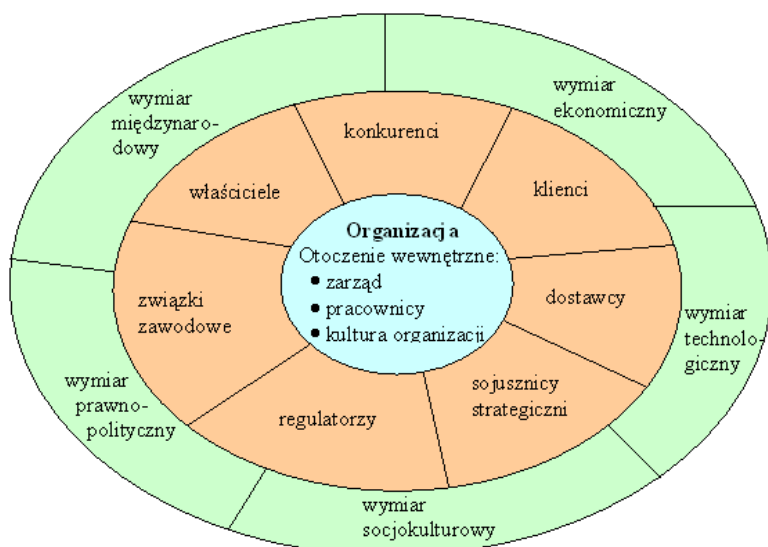 wymiar
międzynaro-
dowy
wymiar
ekonomiczny
konkurenci
właściciele
klienci
Organizacja
Otoczenie wewnętrzne:
● zarząd
● pracownicy
● kultura organizacji
związki
zawodowe
dostawcy
wymiar
technolo-
giczny
wymiar
prawno-
polityczny
regulatorzy
sojusznicy
strategiczni
wymiar
socjokulturowy